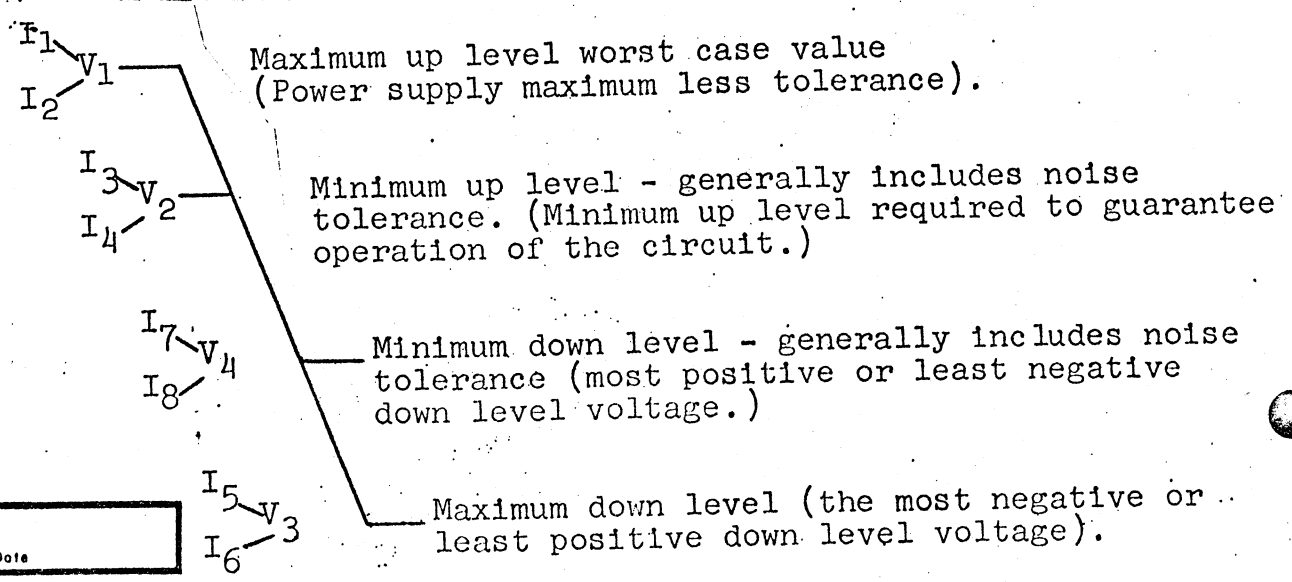 I1
V1
I2
Maximum up level worst case value
(Power supply maximum less tolerance).
I3
V2
I4
Minimum up level - generally includes noise
tolerance. (Minimum up level required to guarantee
operation of the circuit.)
I7
V4
I8
Minimum down level - generally includes noise
tolerance (most positive or least negative
down level voltage.)
I5
V3
I6
Maximum down level (the most negative or
least positive down level voltage).
Date